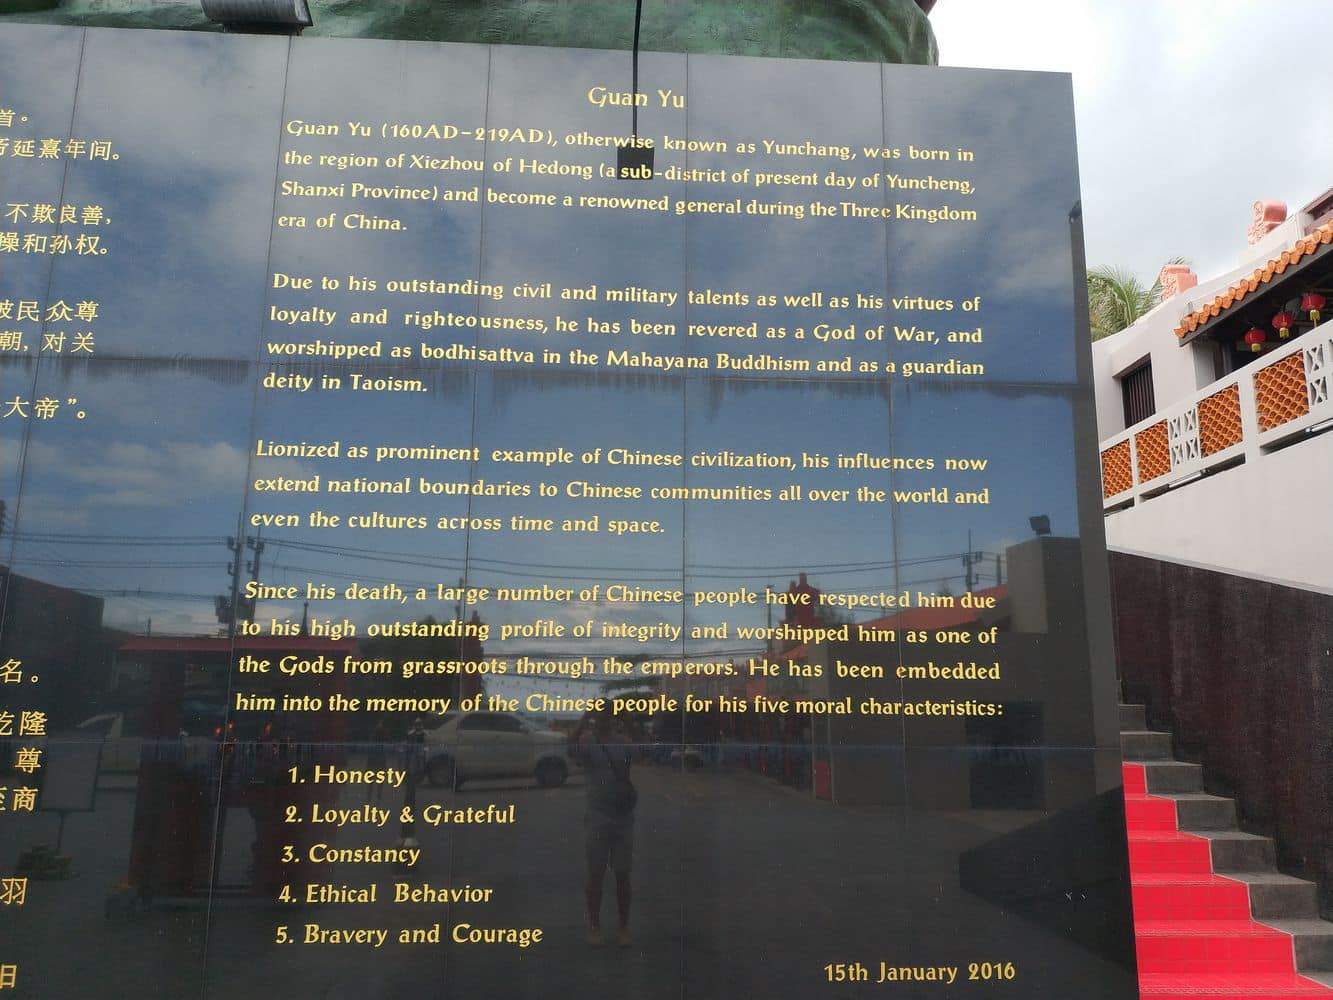 首。
帝延熹年间。
不欺良善,
操和孙权。
被民众尊
朝, 对关
大帝”。
名。
乾隆
尊
至商
羽
日
Guan Yu
Guan Yu (160AD-219AD), otherwise known as Yunchang, was born in
the region of Xiezhou of Hedong (a sub-district of present day of Yuncheng,
Shanxi Province) and become a renowned general during the Three Kingdom
era of China.
Due to his outstanding civil and military talents as well as his virtues of
loyalty and righteousness, he has been revered as a God of War, and
worshipped as bodhisattva in the Mahayana Buddhism and as a guardian
deity in Taoism.
Lionized as prominent example of Chinese civilization, his influences now
extend national boundaries to Chinese communities all over the world and
even the cultures across time and space.
Since his death, a large number of Chinese people have respected him due
to his high outstanding profile of integrity and worshipped him as one of
the Gods from grassroots through the emperors. He has been embedded
him into the memory of the Chinese people for his five moral characteristics:
1. Honesty
2. Loyalty & Grateful
3. Constancy
4. Ethical Behavior
5. Bravery and Courage
15th January 2016